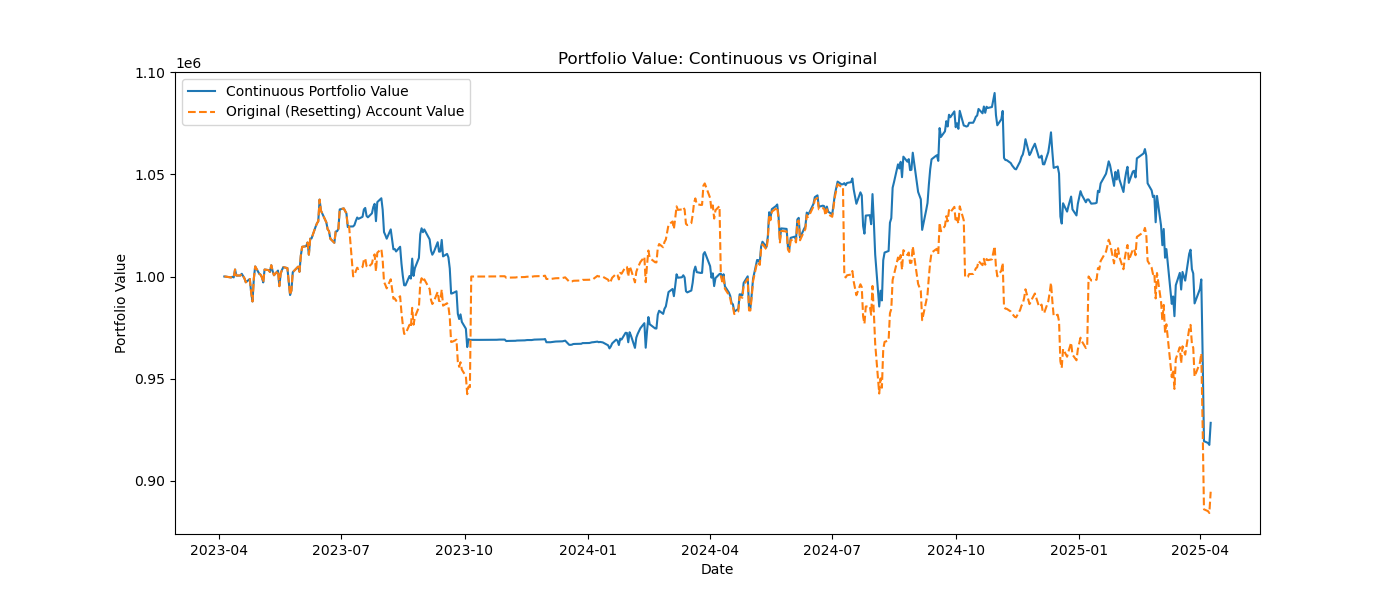 Portfolio Value: Continuous vs Original
1e6
Continuous Portfolio Value
Original (Resetting) Account Value
1.10
1.05
1.00
0.95
0.90
Portfolio Value
2023-04 2023-07 2023-10 2024-01 2024-04 2024-07 2024-10 2025-01 2025-04
Date